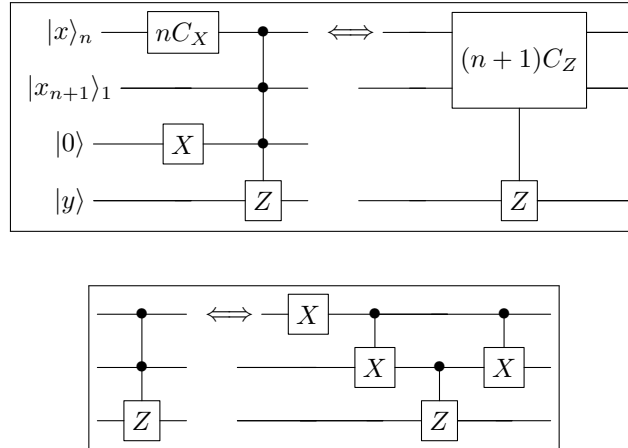 |x⟩ₙ nC_X ⟺ (n + 1)C_Z
|x_{n+1}⟩₁
|0⟩ X
|y⟩ Z Z
⟺ X
X X
Z Z